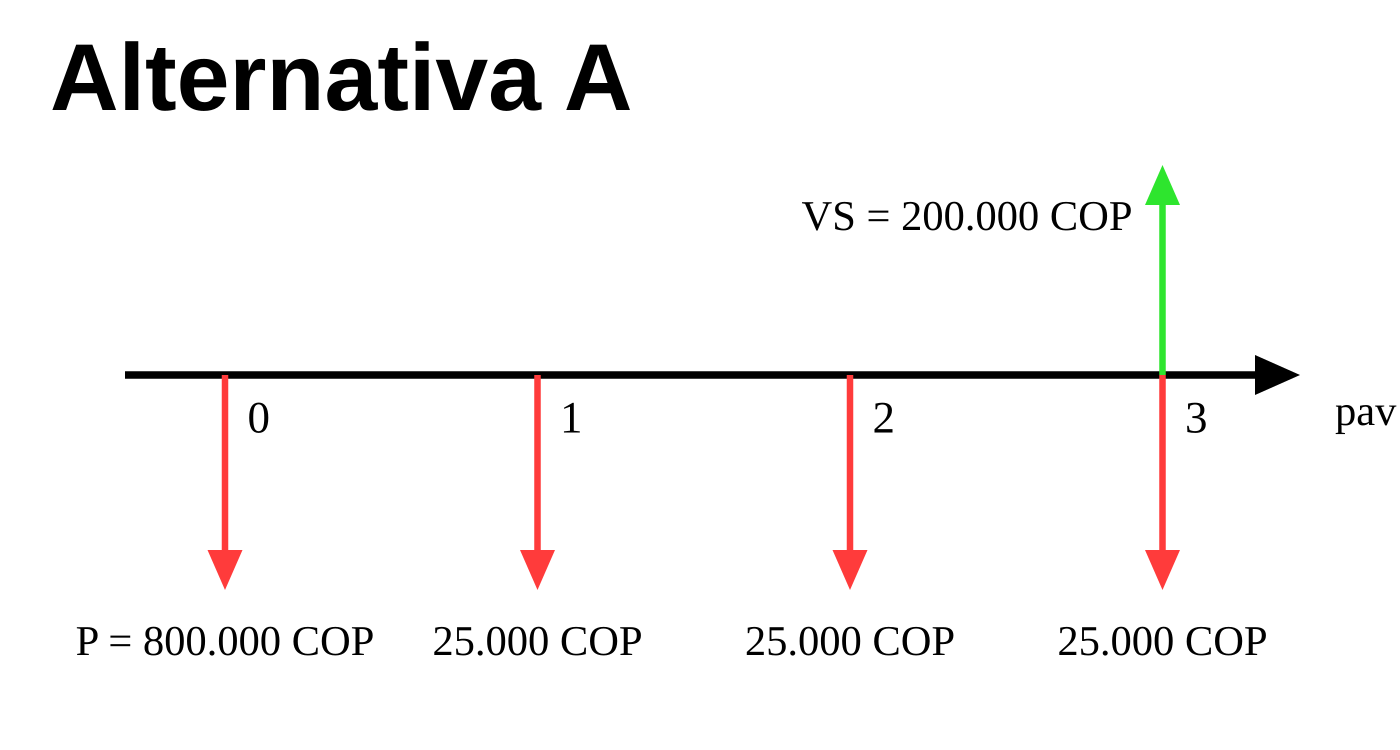 Alternativa A
VS = 200.000 COP
0 1 2 3 pav
P = 800.000 COP 25.000 COP 25.000 COP 25.000 COP